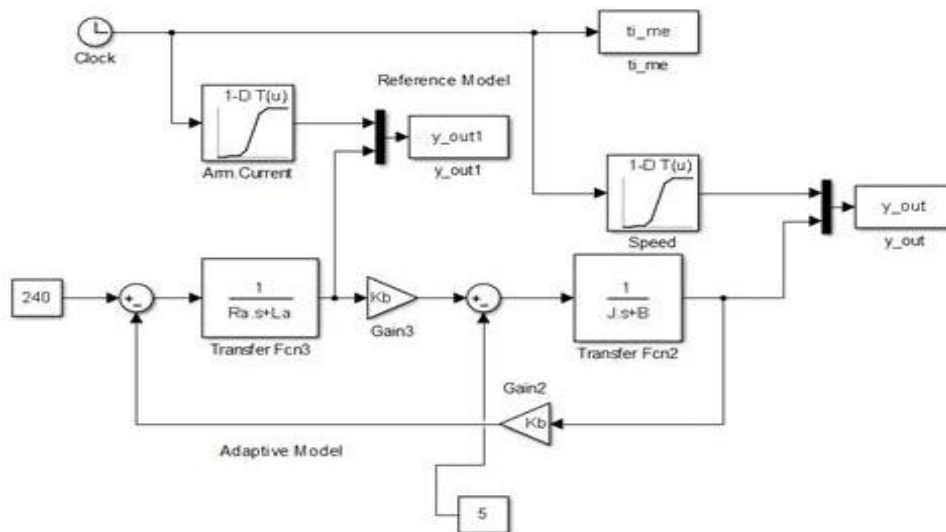 ti_me
Clock
ti_me
Reference Model
1-D T(u)
y_out1
Arm.Current
y_out1
1-D T(u)
y_out
Speed
y_out
240
+
-
1
Ra.s+La
Transfer Fcn3
Kb
Gain3
+
-
1
J.s+B
Transfer Fcn2
Gain2
Kb
Adaptive Model
5